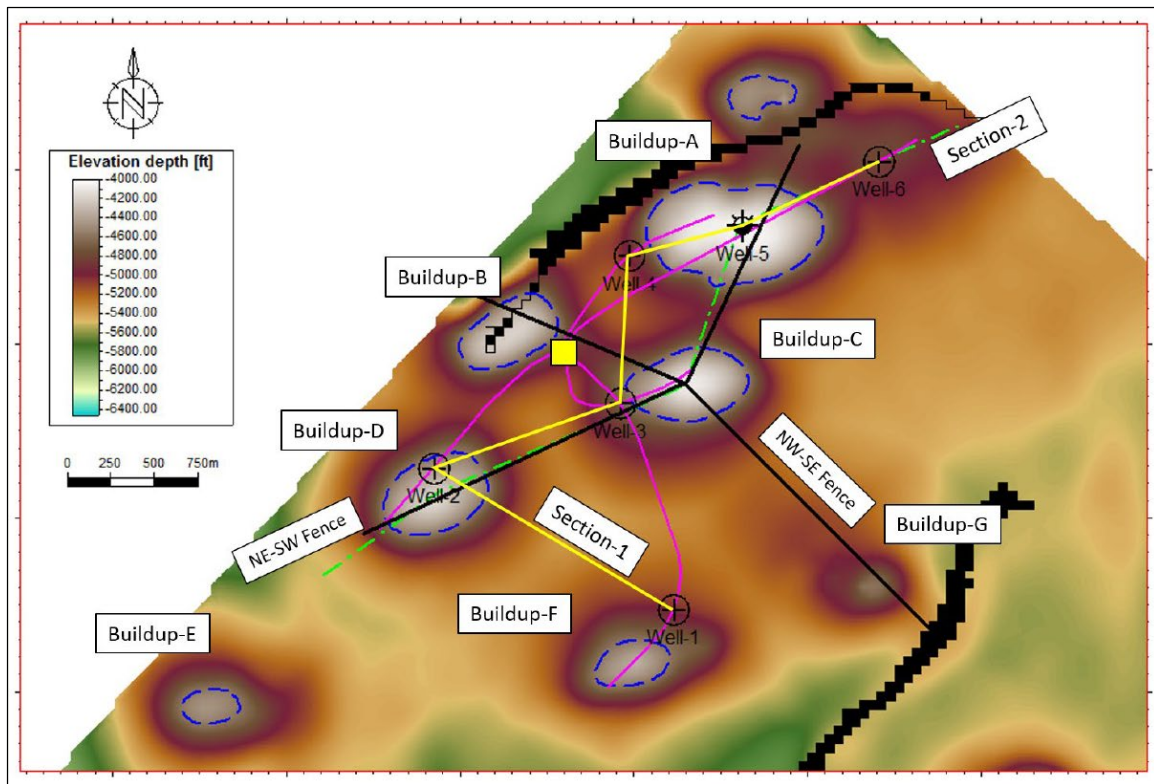 N
Elevation depth [ft]
-4000.00
-4200.00
-4400.00
-4600.00
-4800.00
-5000.00
-5200.00
-5400.00
-5600.00
-5800.00
-6000.00
-6200.00
-6400.00
0 250 500 750m
Buildup-A
Section-2
Well-6
Well-5
Well-4
Buildup-B
Buildup-C
Well-3
Buildup-D
Well-2
NE-SW Fence
Section-1
NW-SE Fence
Buildup-G
Buildup-F
Well-1
Buildup-E